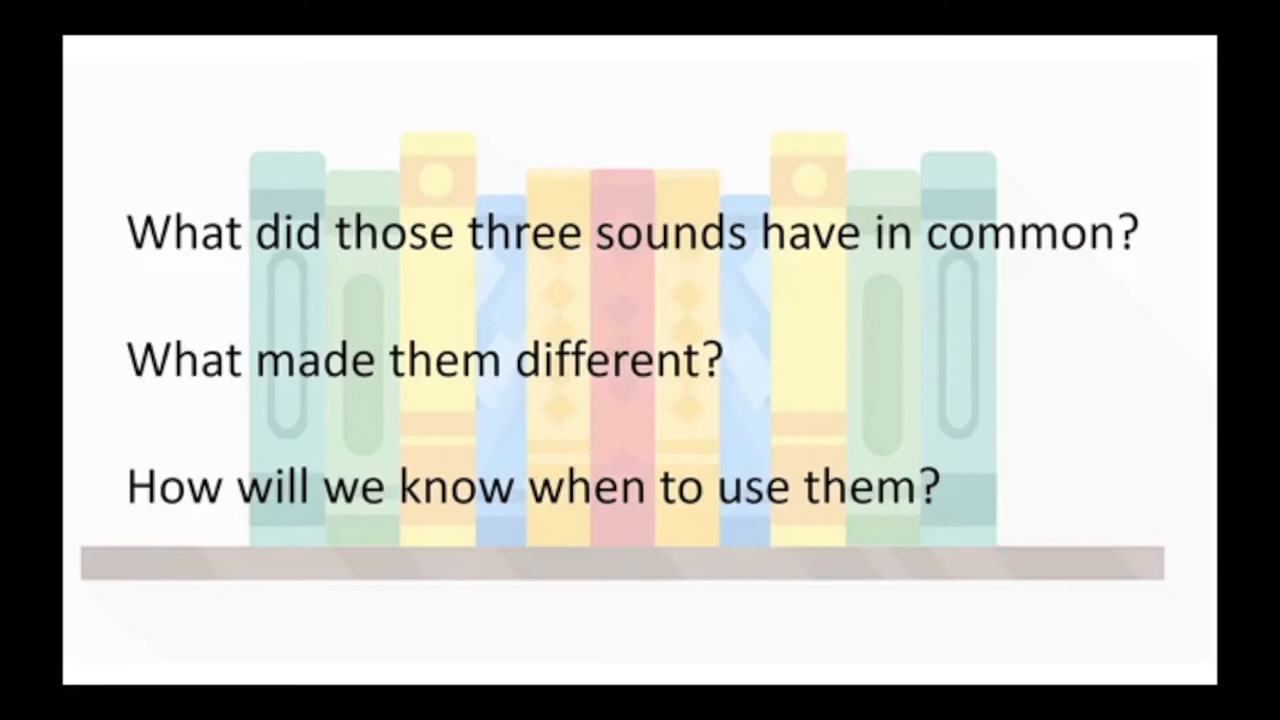 What did those three sounds have in common?
What made them different?
How will we know when to use them?